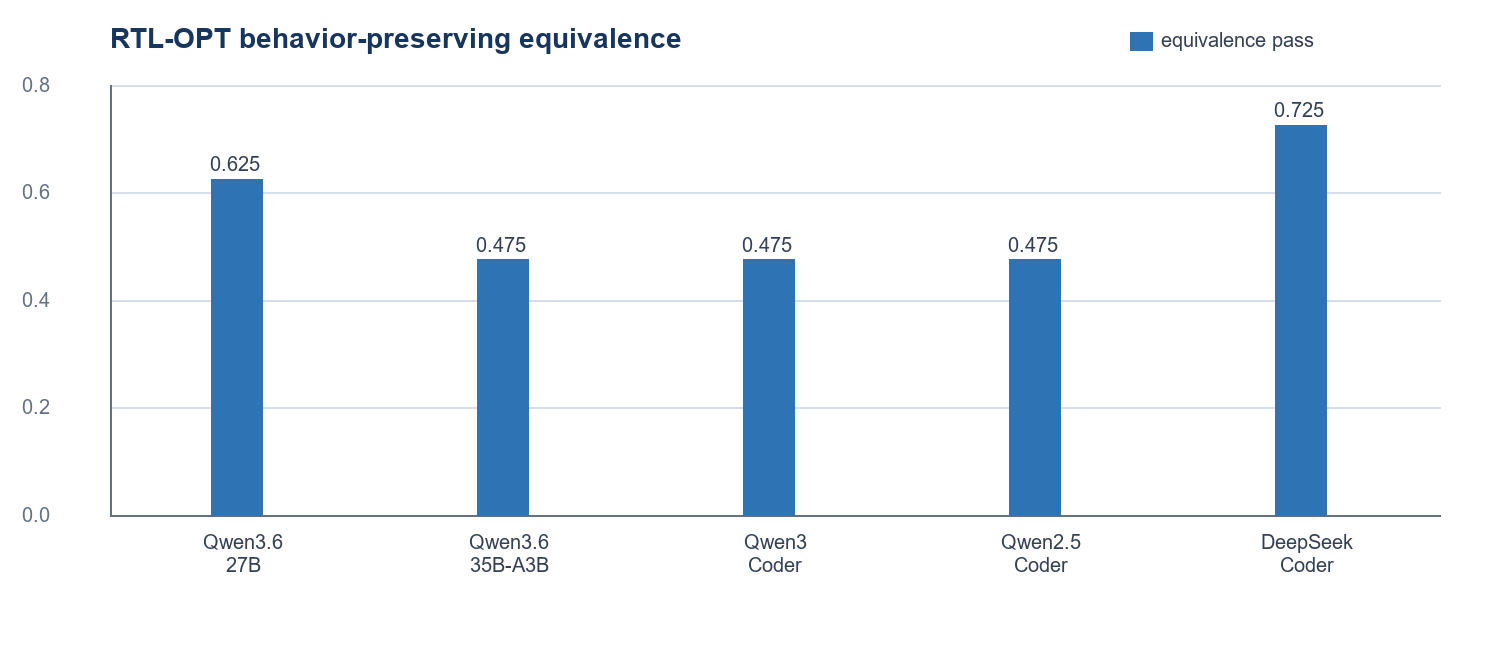 RTL-OPT behavior-preserving equivalence
equivalence pass
0.8
0.6
0.4
0.2
0.0
0.625
0.475
0.475
0.475
0.725
Qwen3.6
27B
Qwen3.6
35B-A3B
Qwen3
Coder
Qwen2.5
Coder
DeepSeek
Coder